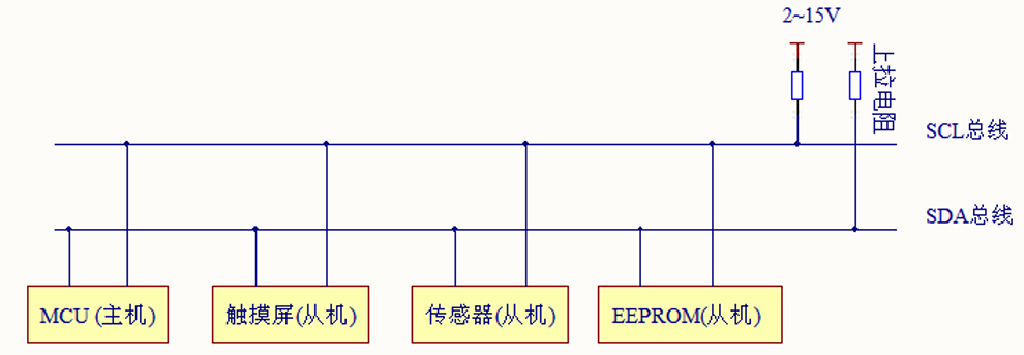 2~15V
上拉电阻
SCL总线
SDA总线
MCU (主机)
触摸屏(从机)
传感器(从机)
EEPROM(从机)